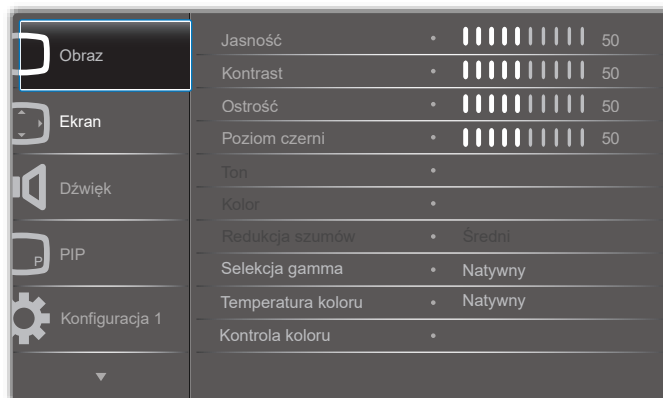 Obraz
Ekran
Dźwięk
P
PIP
Konfiguracja 1
Jasność • 50
Kontrast • 50
Ostrość • 50
Poziom czerni • 50
Ton •
Kolor •
Redukcja szumów • Średni
Selekcja gamma • Natywny
Temperatura koloru • Natywny
Kontrola koloru •